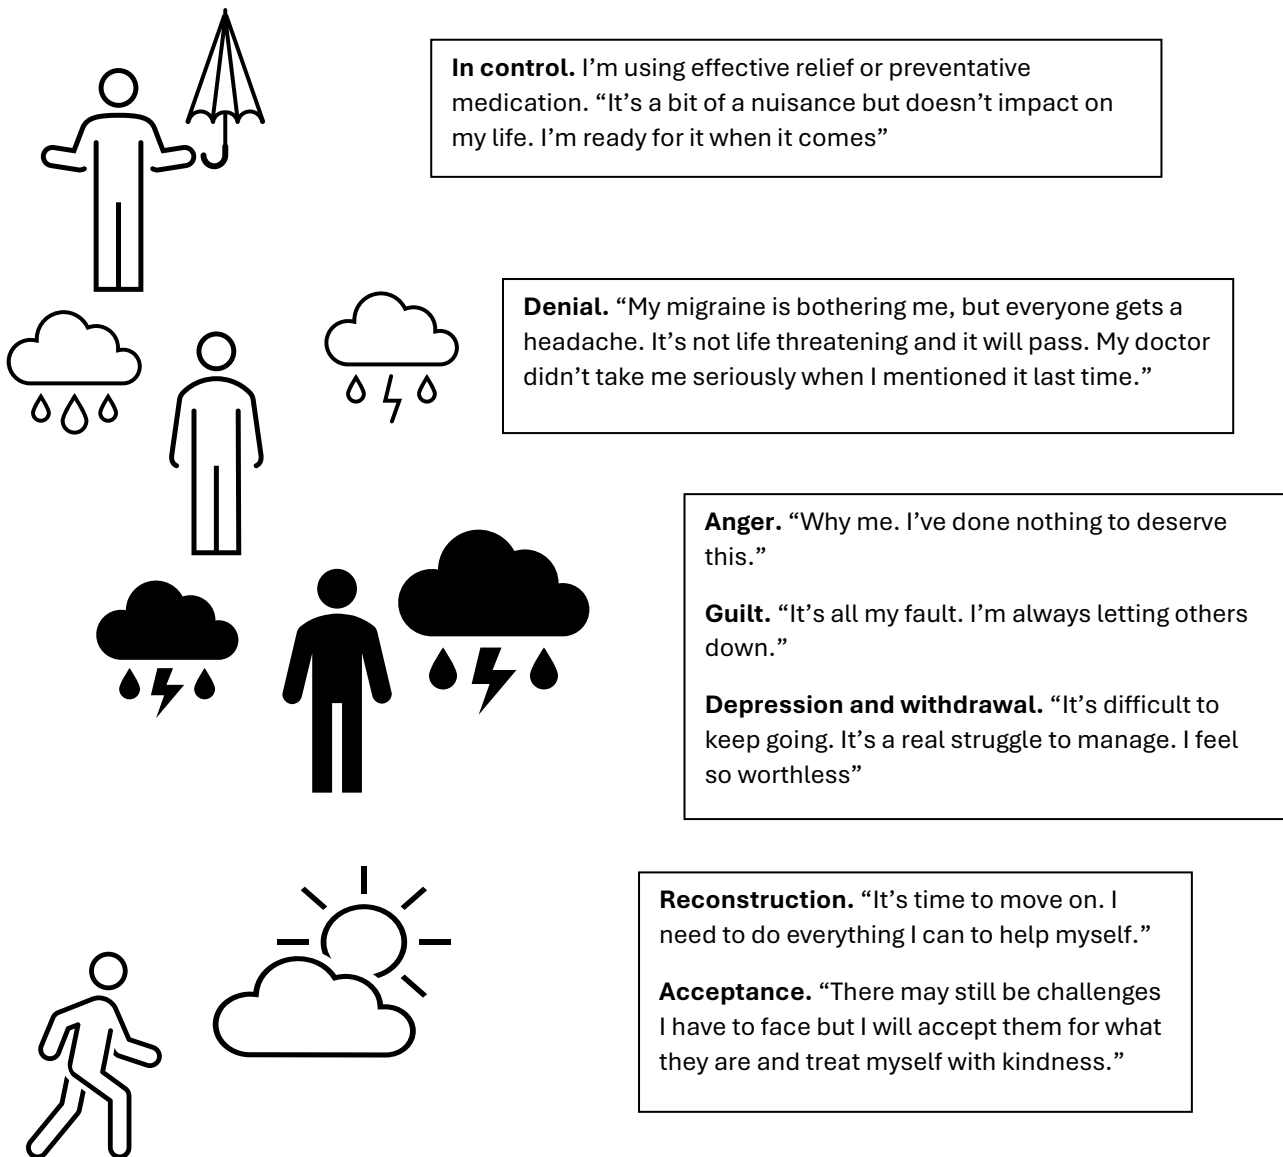 In control. I’m using effective relief or preventative
medication. “It’s a bit of a nuisance but doesn’t impact on
my life. I’m ready for it when it comes”
Denial. “My migraine is bothering me, but everyone gets a
headache. It’s not life threatening and it will pass. My doctor
didn’t take me seriously when I mentioned it last time.”
Anger. “Why me. I’ve done nothing to deserve
this.”
Guilt. “It’s all my fault. I’m always letting others
down.”
Depression and withdrawal. “It’s difficult to
keep going. It’s a real struggle to manage. I feel
so worthless”
Reconstruction. “It’s time to move on. I
need to do everything I can to help myself.”
Acceptance. “There may still be challenges
I have to face but I will accept them for what
they are and treat myself with kindness.”